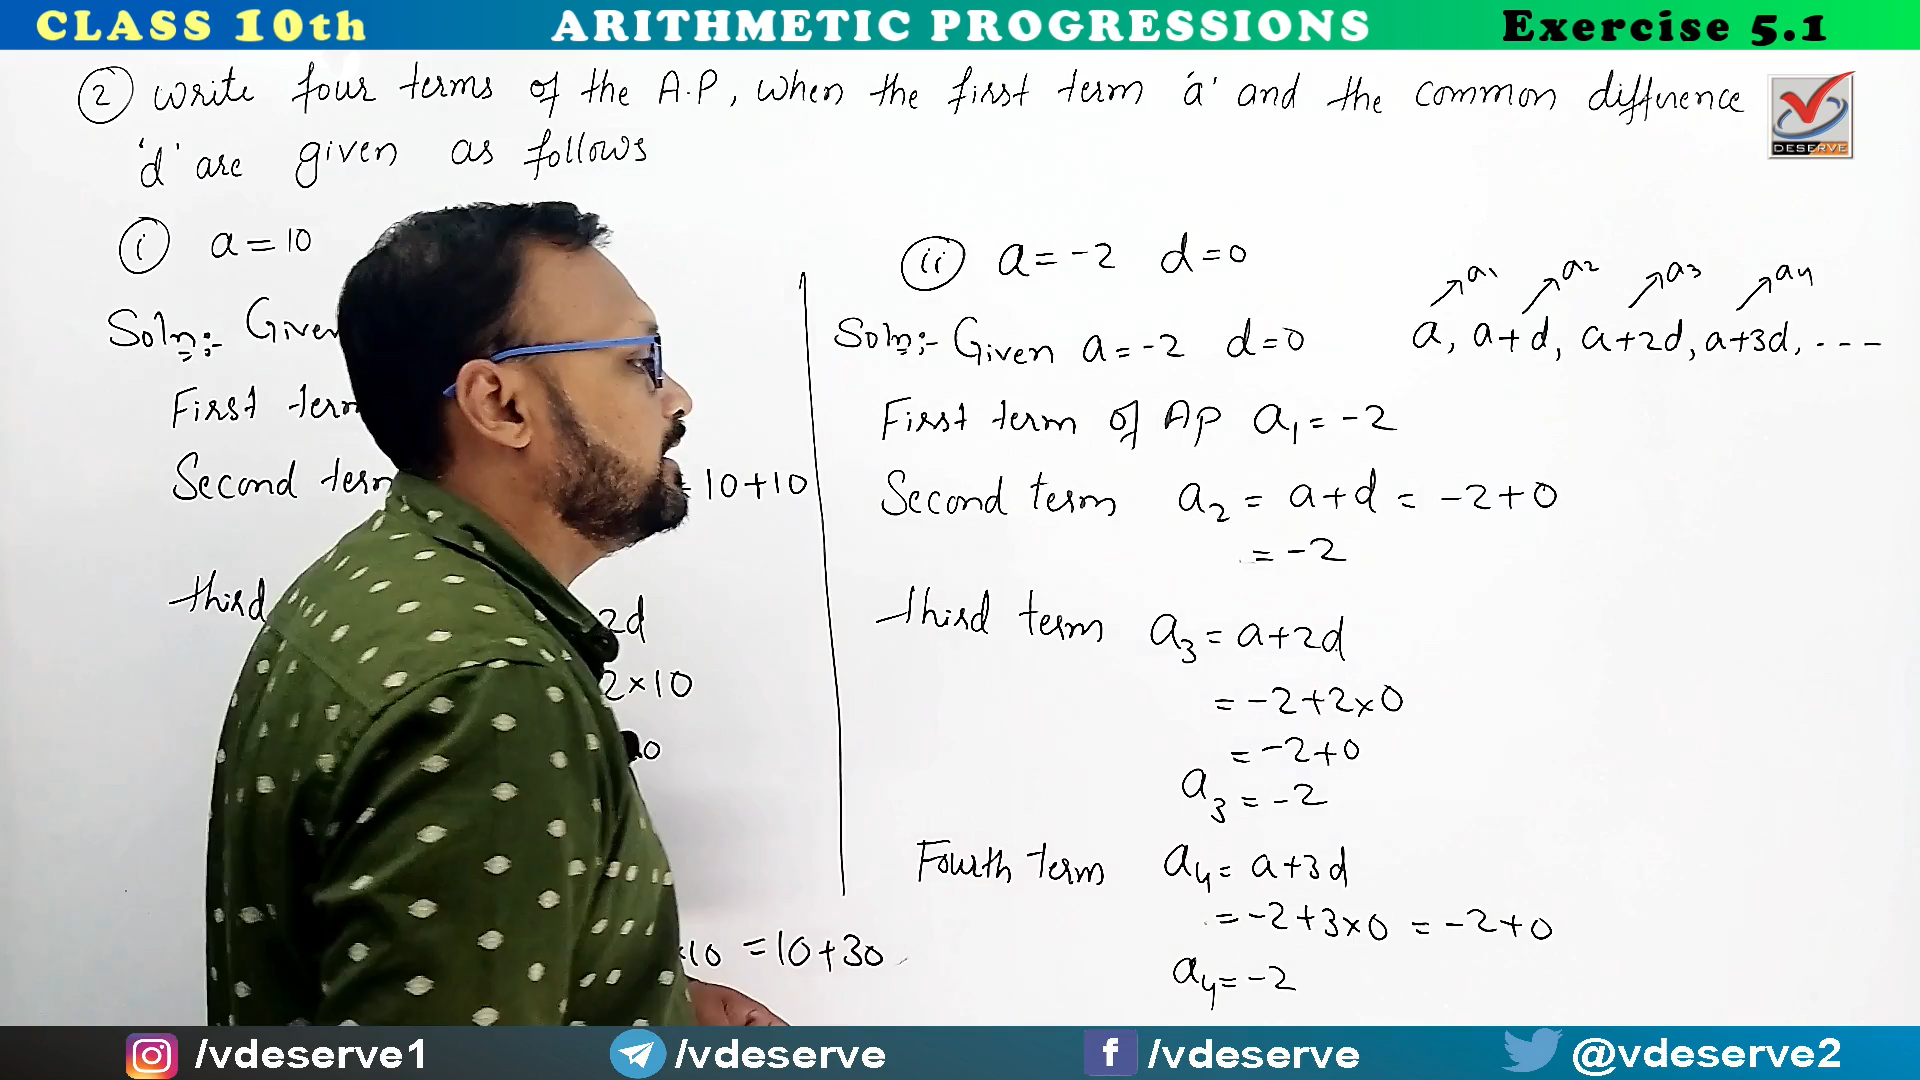 CLASS 10th ARITHMETIC PROGRESSIONS Exercise 5.1
② Write four terms of the A.P, when the first term 'a' and the common difference
'd' are given as follows
DESERVE
ⓘ a = 10
Soln:- Given
First term
Second term = 10+10
third 2d
2×10
×10 = 10+30
ⓘⓘ a = -2 d = 0
a1 a2 a3 a4
a, a+d, a+2d, a+3d, - - -
Soln:- Given a = -2 d = 0
First term of AP a1 = -2
Second term a2 = a+d = -2+0
= -2
third term a3 = a+2d
= -2+2×0
= -2+0
a3 = -2
Fourth term a4 = a+3d
= -2+3×0 = -2+0
a4 = -2
/vdeserve1 /vdeserve f /vdeserve @vdeserve2